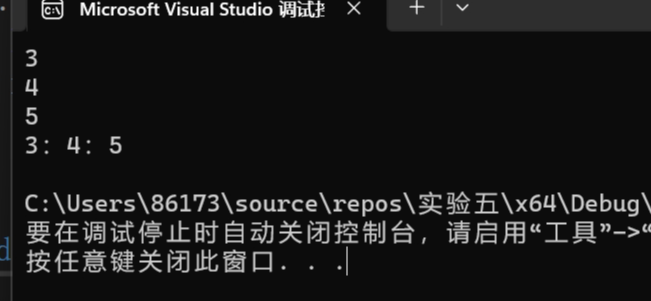 Microsoft Visual Studio 调试控
3
4
5
3: 4: 5
C:\Users\86173\source\repos\实验五\x64\Debug\
要在调试停止时自动关闭控制台，请启用“工具”->“
按任意键关闭此窗口. . .